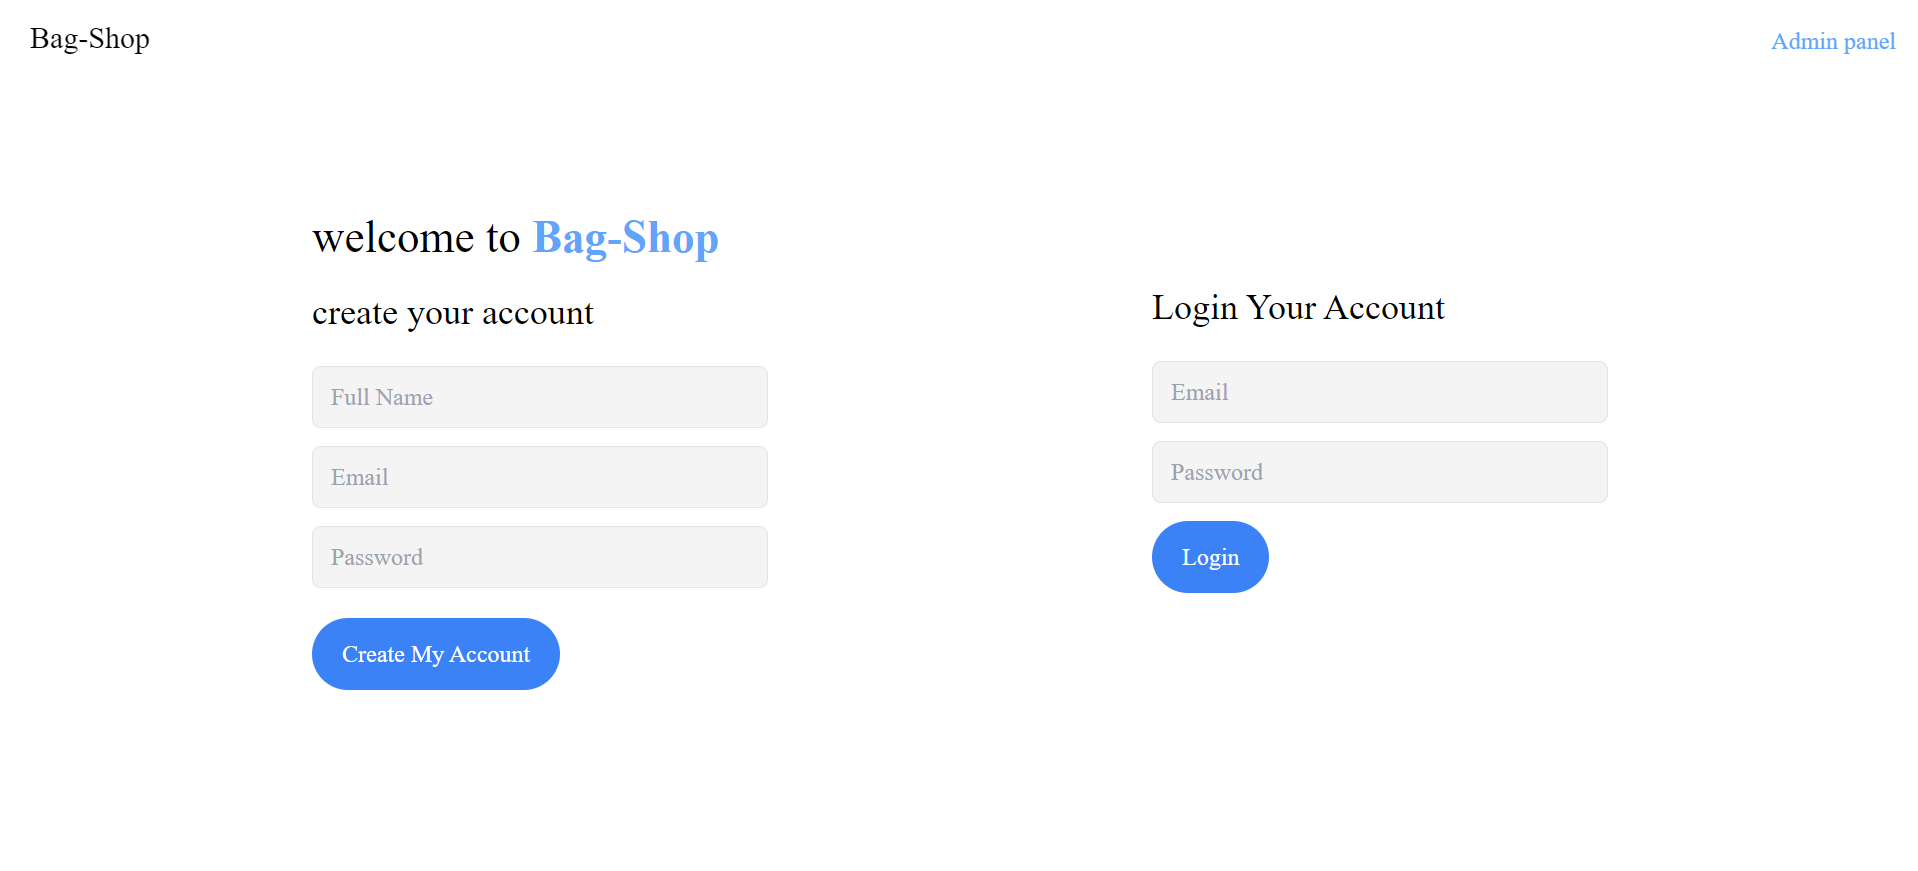 Bag-Shop
Admin panel
welcome to Bag-Shop
create your account
Full Name
Email
Password
Create My Account
Login Your Account
Email
Password
Login